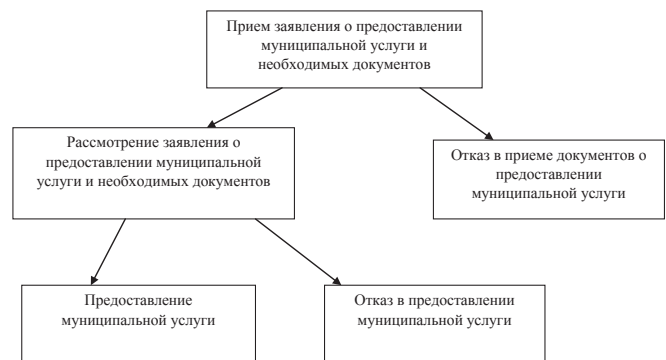 Прием заявления о предоставлении
муниципальной услуги и
необходимых документов
Рассмотрение заявления о
предоставлении муниципальной
услуги и необходимых документов
Отказ в приеме документов о
предоставлении
муниципальной услуги
Предоставление
муниципальной услуги
Отказ в предоставлении
муниципальной услуги